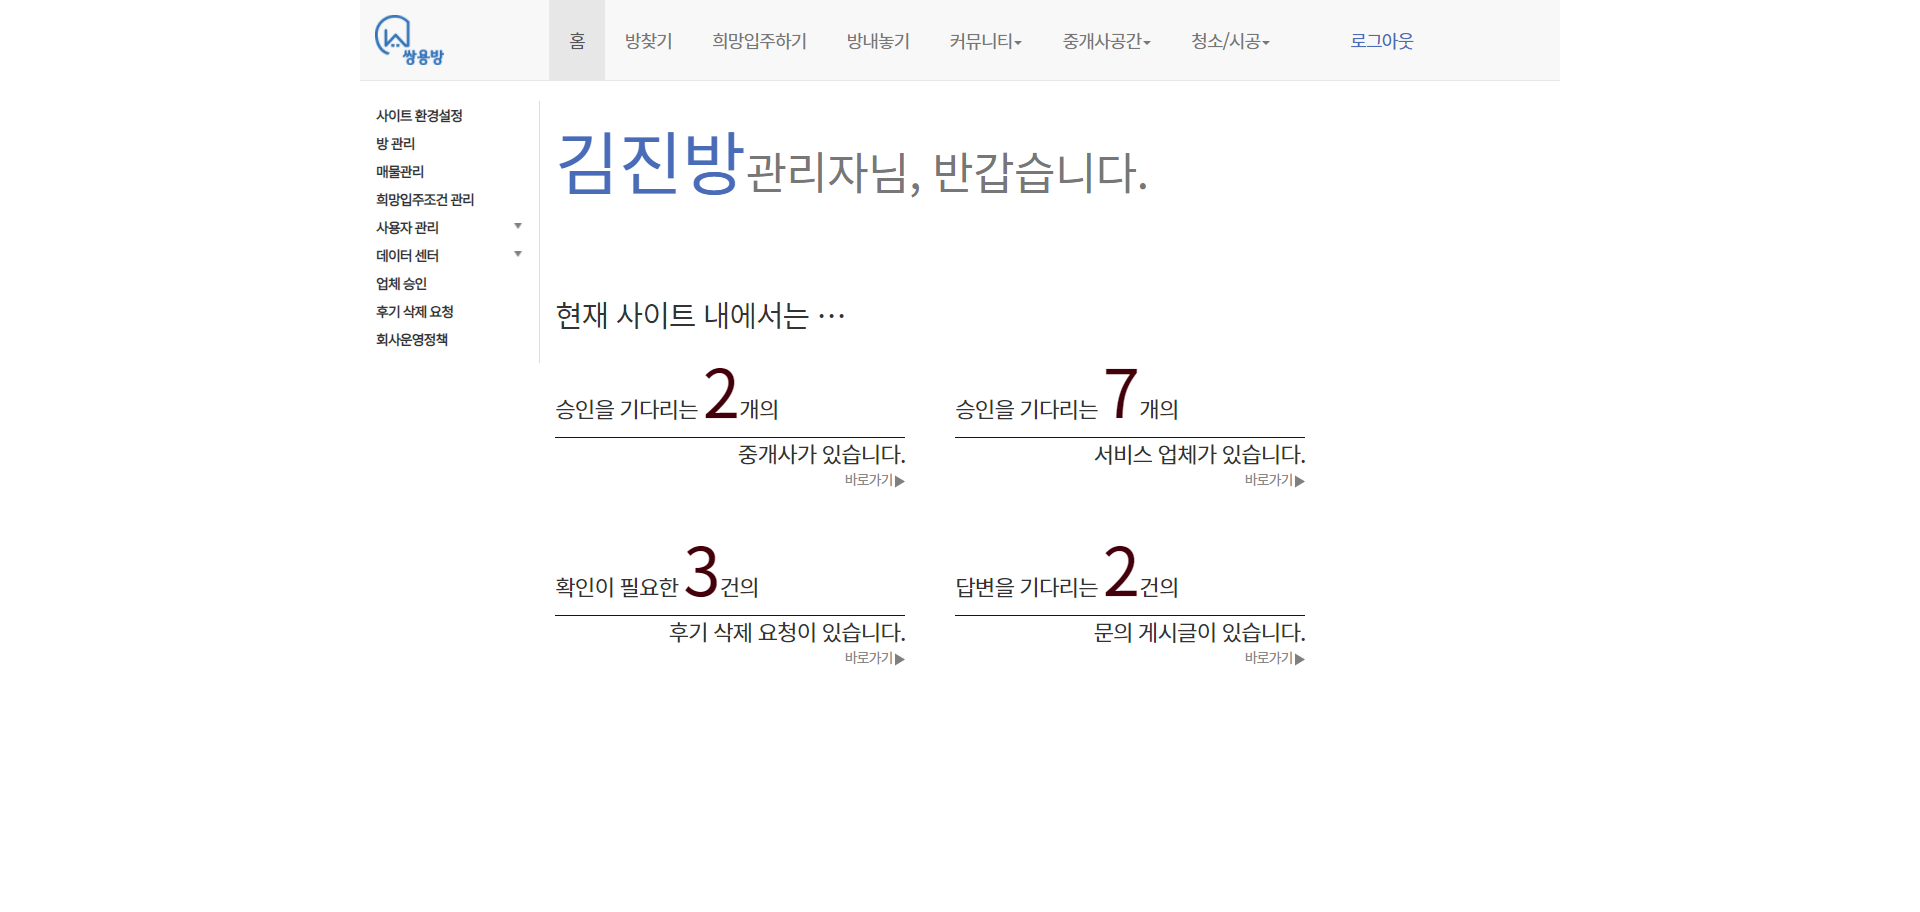 쌍용방
홈 방찾기 희망입주하기 방내놓기 커뮤니티 중개사공간 청소/시공 로그아웃
사이트 환경설정
방 관리
매물관리
희망입주조건 관리
사용자 관리 ▼
데이터 센터 ▼
업체 승인
후기 삭제 요청
회사운영정책
김진방관리자님, 반갑습니다.
현재 사이트 내에서는 …
승인을 기다리는 2개의
중개사가 있습니다.
바로가기▶
승인을 기다리는 7개의
서비스 업체가 있습니다.
바로가기▶
확인이 필요한 3건의
후기 삭제 요청이 있습니다.
바로가기▶
답변을 기다리는 2건의
문의 게시글이 있습니다.
바로가기▶